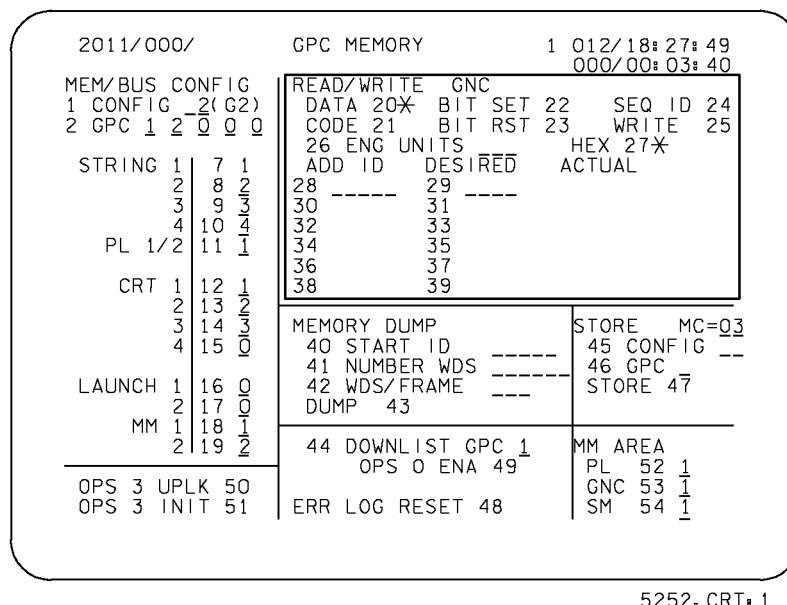 2011/000/ GPC MEMORY 1 012/18:27:49
000/00:03:40
MEM/BUS CONFIG
1 CONFIG 2(G2)
2 GPC 1 2 0 0 0
STRING 1 7 1
2 8 2
3 9 3
4 10 4
PL 1/2 11 1
CRT 1 12 1
2 13 2
3 14 3
4 15 0
LAUNCH 1 16 0
2 17 0
MM 1 18 1
2 19 2
OPS 3 UPLK 50
OPS 3 INIT 51
READ/WRITE GNC
DATA 20* BIT SET 22 SEQ ID 24
CODE 21 BIT RST 23 WRITE 25
26 ENG UNITS ___ HEX 27*
ADD ID DESIRED ACTUAL
28 _____ 29 ____
30 31
32 33
34 35
36 37
38 39
MEMORY DUMP
40 START ID _____
41 NUMBER WDS ______
42 WDS/FRAME ___
DUMP 43
STORE MC=03
45 CONFIG __
46 GPC _
STORE 47
44 DOWNLIST GPC 1
OPS 0 ENA 49
ERR LOG RESET 48
MM AREA
PL 52 1
GNC 53 1
SM 54 1
5252. CRT: 1